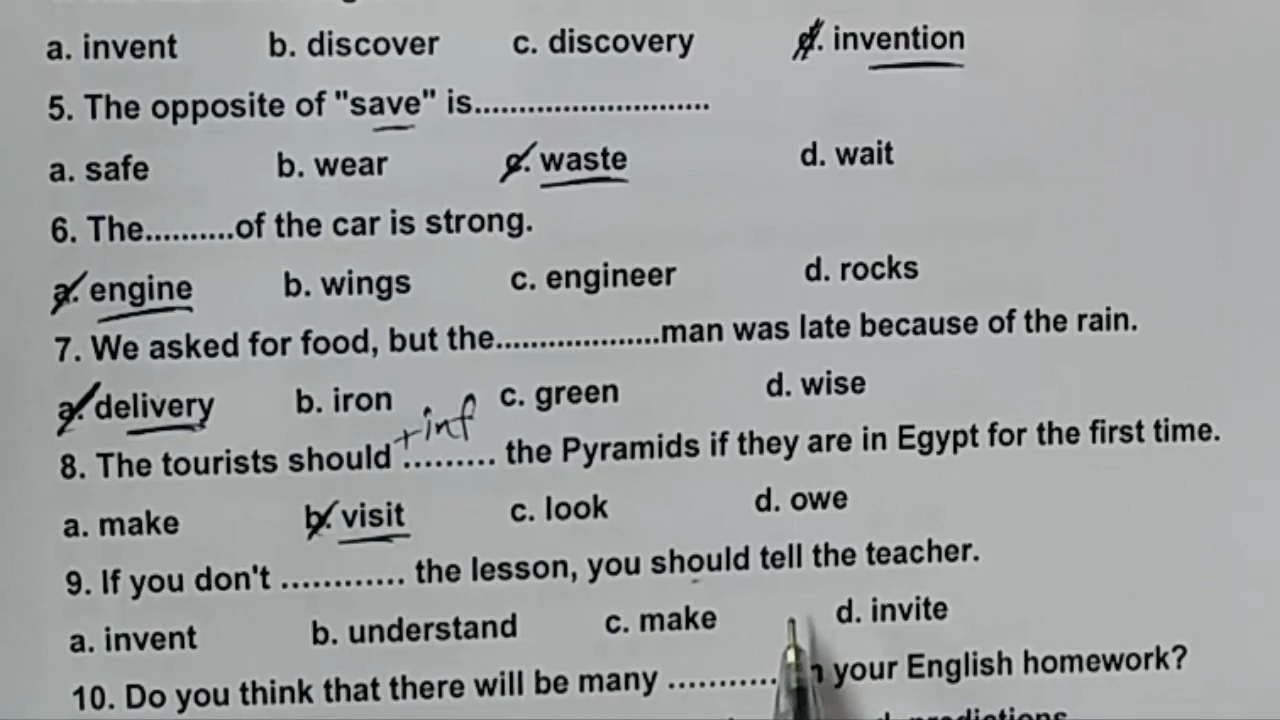 a. invent b. discover c. discovery d. invention
5. The opposite of "save" is..........................
a. safe b. wear c. waste d. wait
6. The..........of the car is strong.
a. engine b. wings c. engineer d. rocks
7. We asked for food, but the..................man was late because of the rain.
a. delivery b. iron c. green d. wise
+inf
8. The tourists should ......... the Pyramids if they are in Egypt for the first time.
a. make b. visit c. look d. owe
9. If you don't ............ the lesson, you should tell the teacher.
a. invent b. understand c. make d. invite
10. Do you think that there will be many ........... your English homework?
predictions